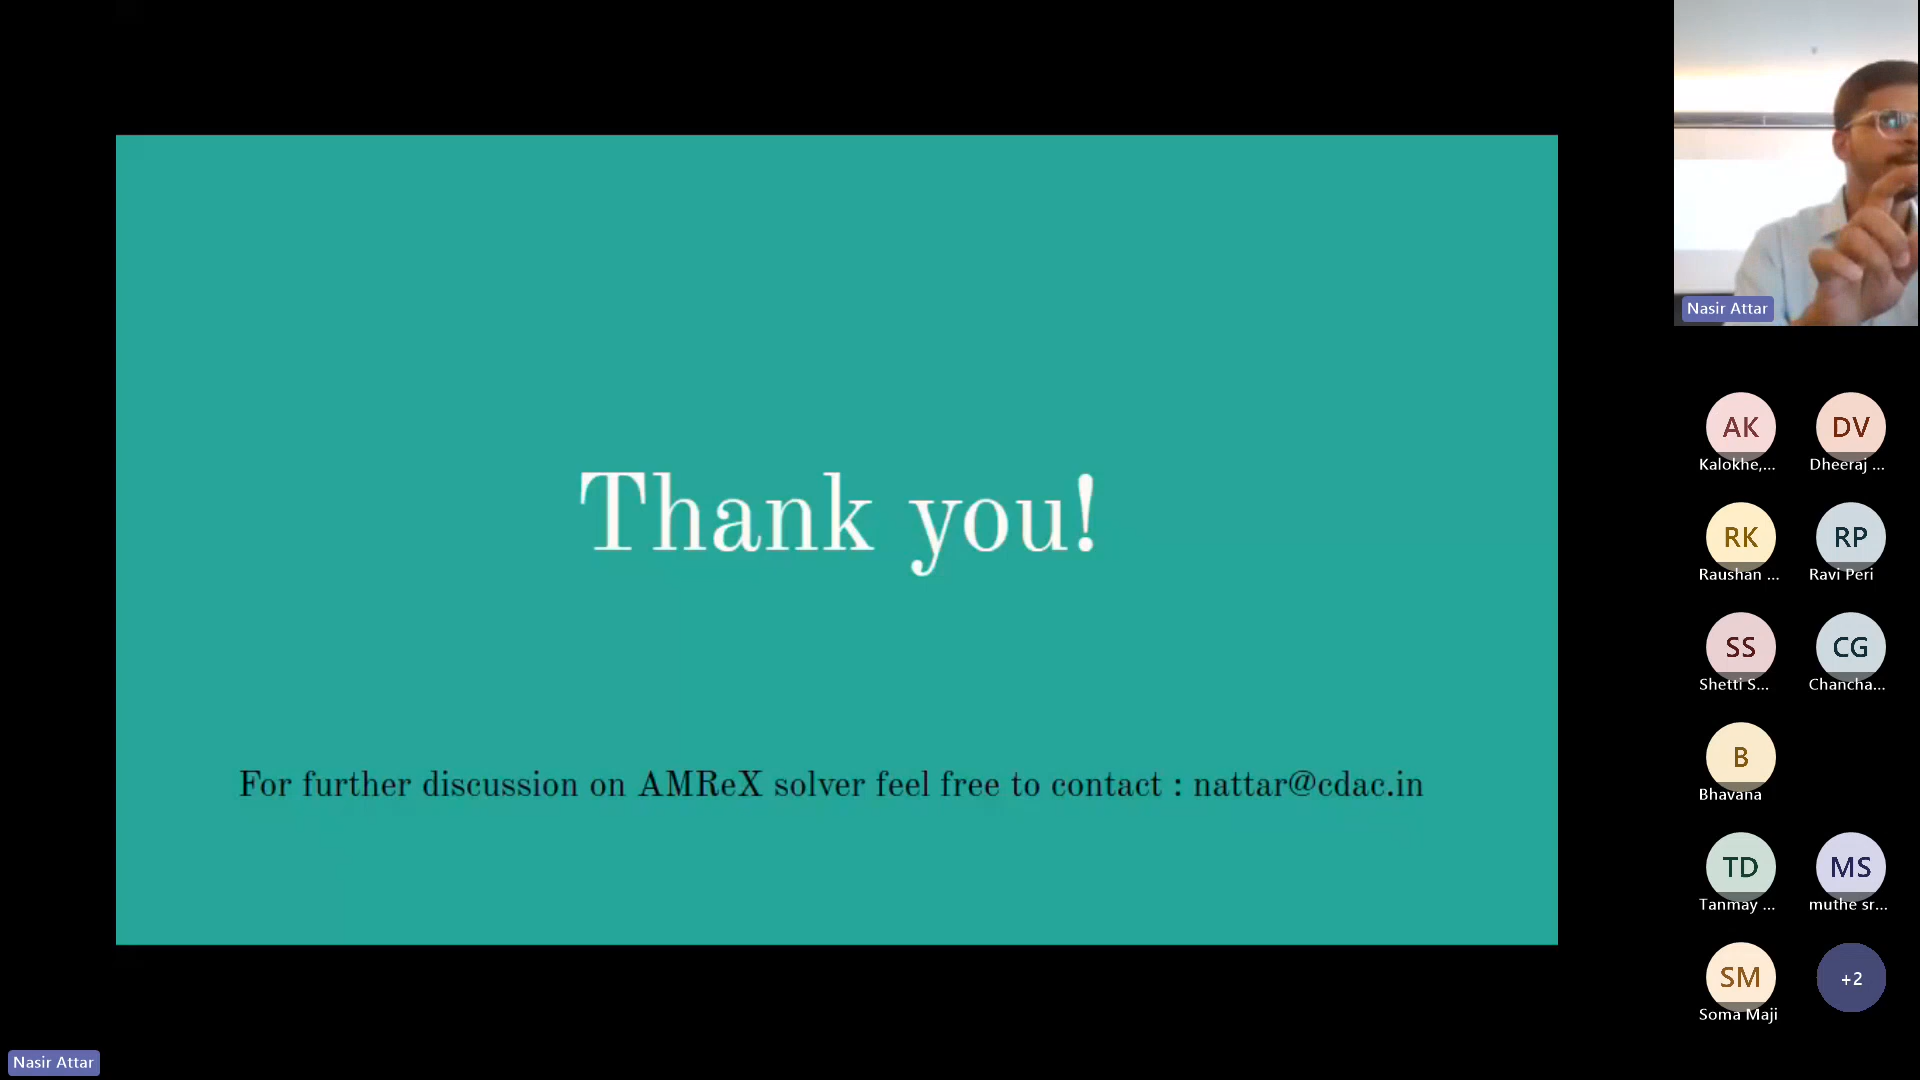 Thank you!
For further discussion on AMReX solver feel free to contact : nattar@cdac.in
Nasir Attar
AK
Kalokhe,...
DV
Dheeraj ...
RK
Raushan ...
RP
Ravi Peri
SS
Shetti S...
CG
Chancha...
B
Bhavana
TD
Tanmay ...
MS
muthe sr...
SM
Soma Maji
+2
Nasir Attar